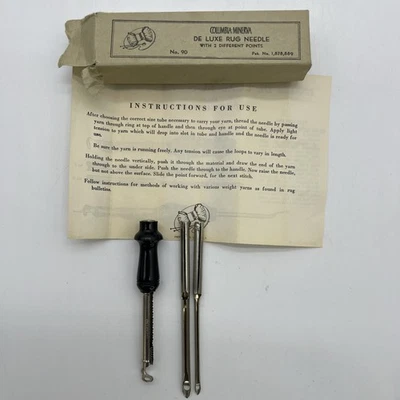 COLUMBIA MINERVA
DE LUXE RUG NEEDLE
WITH 2 DIFFERENT POINTS
No. 90
Pat. No. 1,878,885
INSTRUCTIONS FOR USE
After choosing the correct size tube necessary to carry your yarn, thread the needle by passing
yarn through ring at top of handle and then through eye at point of tube. Apply light
tension to yarn which will drop into slot in tube and handle and the needle is ready for
use.
Be sure the yarn is running freely. Any tension will cause the loops to vary in length.
Holding the needle vertically, push it through the material and draw the end of the yarn
through to the under side. Push the needle through to the handle. Now raise the needle,
but not above the surface. Slide the point forward, for the next stitch.
Follow instructions for methods of working with various weight yarns as found in rug
bulletins.